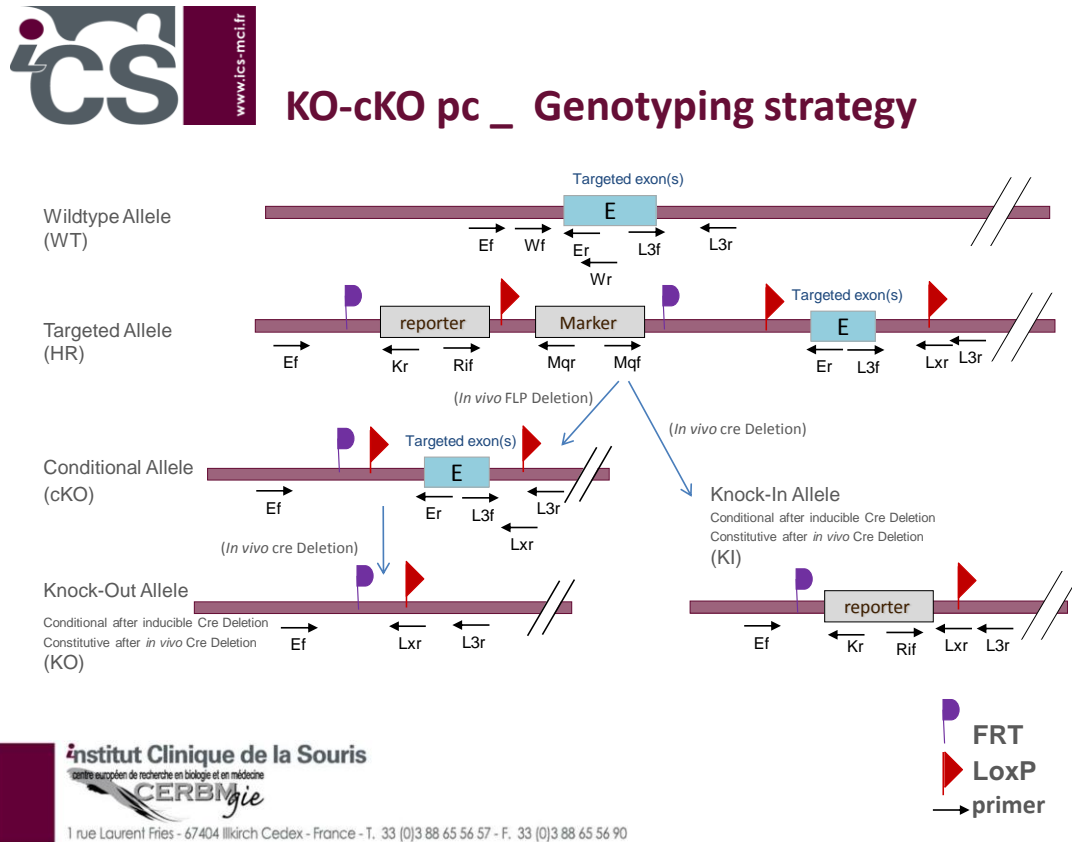 iCS
www.ics-mci.fr
KO-cKO pc _ Genotyping strategy
Wildtype Allele
(WT)
Targeted exon(s)
E
Ef
Wf
Er
L3f
L3r
Wr
Targeted Allele
(HR)
Targeted exon(s)
reporter
Marker
E
Ef
Kr
Rif
Mqr
Mqf
Er
L3f
Lxr
L3r
(In vivo FLP Deletion)
(In vivo cre Deletion)
Conditional Allele
(cKO)
Targeted exon(s)
E
Ef
Er
L3f
L3r
Lxr
(In vivo cre Deletion)
Knock-In Allele
Conditional after inducible Cre Deletion
Constitutive after in vivo Cre Deletion
(KI)
reporter
Ef
Kr
Rif
Lxr
L3r
Knock-Out Allele
Conditional after inducible Cre Deletion
Constitutive after in vivo Cre Deletion
(KO)
Ef
Lxr
L3r
FRT
LoxP
primer
institut Clinique de la Souris
centre européen de recherche en biologie et en médecine
CERBMgie
1 rue Laurent Fries - 67404 Illkirch Cedex - France - T. 33 (0)3 88 65 56 57 - F. 33 (0)3 88 65 56 90